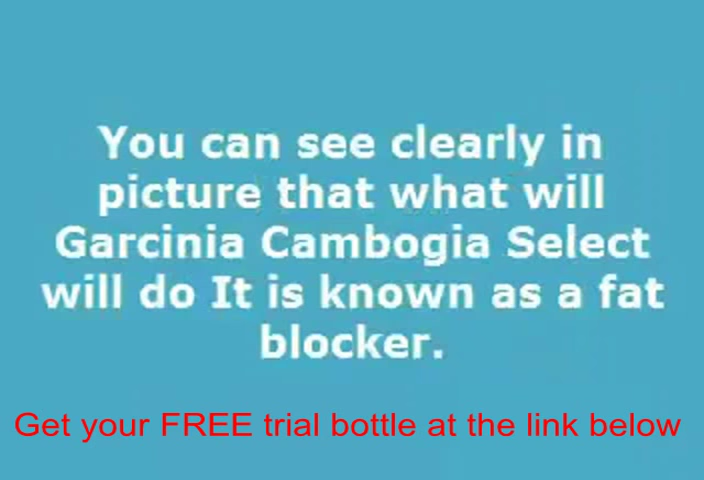 You can see clearly in
picture that what will
Garcinia Cambogia Select
will do It is known as a fat
blocker.
Get your FREE trial bottle at the link below